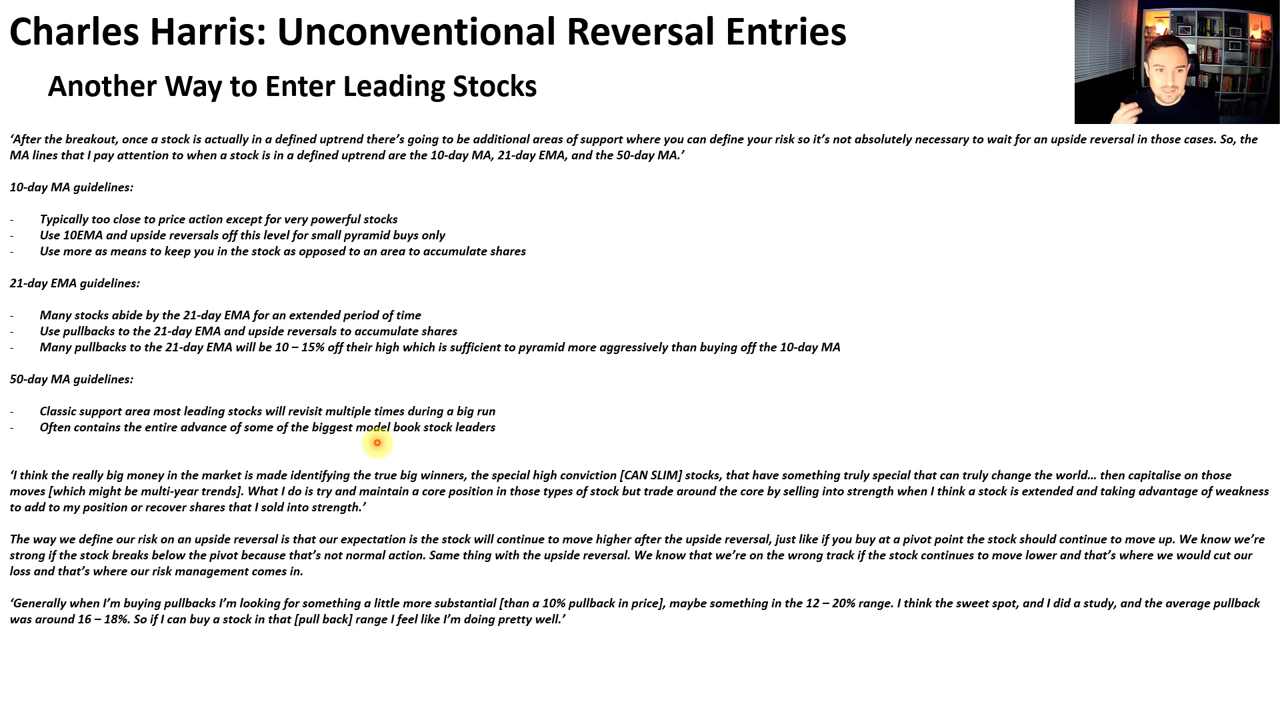 Charles Harris: Unconventional Reversal Entries
Another Way to Enter Leading Stocks
‘After the breakout, once a stock is actually in a defined uptrend there’s going to be additional areas of support where you can define your risk so it’s not absolutely necessary to wait for an upside reversal in those cases. So, the
MA lines that I pay attention to when a stock is in a defined uptrend are the 10-day MA, 21-day EMA, and the 50-day MA.’
10-day MA guidelines:
- Typically too close to price action except for very powerful stocks
- Use 10EMA and upside reversals off this level for small pyramid buys only
- Use more as means to keep you in the stock as opposed to an area to accumulate shares
21-day EMA guidelines:
- Many stocks abide by the 21-day EMA for an extended period of time
- Use pullbacks to the 21-day EMA and upside reversals to accumulate shares
- Many pullbacks to the 21-day EMA will be 10 – 15% off their high which is sufficient to pyramid more aggressively than buying off the 10-day MA
50-day MA guidelines:
- Classic support area most leading stocks will revisit multiple times during a big run
- Often contains the entire advance of some of the biggest model book stock leaders
‘I think the really big money in the market is made identifying the true big winners, the special high conviction [CAN SLIM] stocks, that have something truly special that can truly change the world… then capitalise on those
moves [which might be multi-year trends]. What I do is try and maintain a core position in those types of stock but trade around the core by selling into strength when I think a stock is extended and taking advantage of weakness
to add to my position or recover shares that I sold into strength.’
The way we define our risk on an upside reversal is that our expectation is the stock will continue to move higher after the upside reversal, just like if you buy at a pivot point the stock should continue to move up. We know we’re
strong if the stock breaks below the pivot because that’s not normal action. Same thing with the upside reversal. We know that we’re on the wrong track if the stock continues to move lower and that’s where we would cut our
loss and that’s where our risk management comes in.
‘Generally when I’m buying pullbacks I’m looking for something a little more substantial [than a 10% pullback in price], maybe something in the 12 – 20% range. I think the sweet spot, and I did a study, and the average pullback
was around 16 – 18%. So if I can buy a stock in that [pull back] range I feel like I’m doing pretty well.’